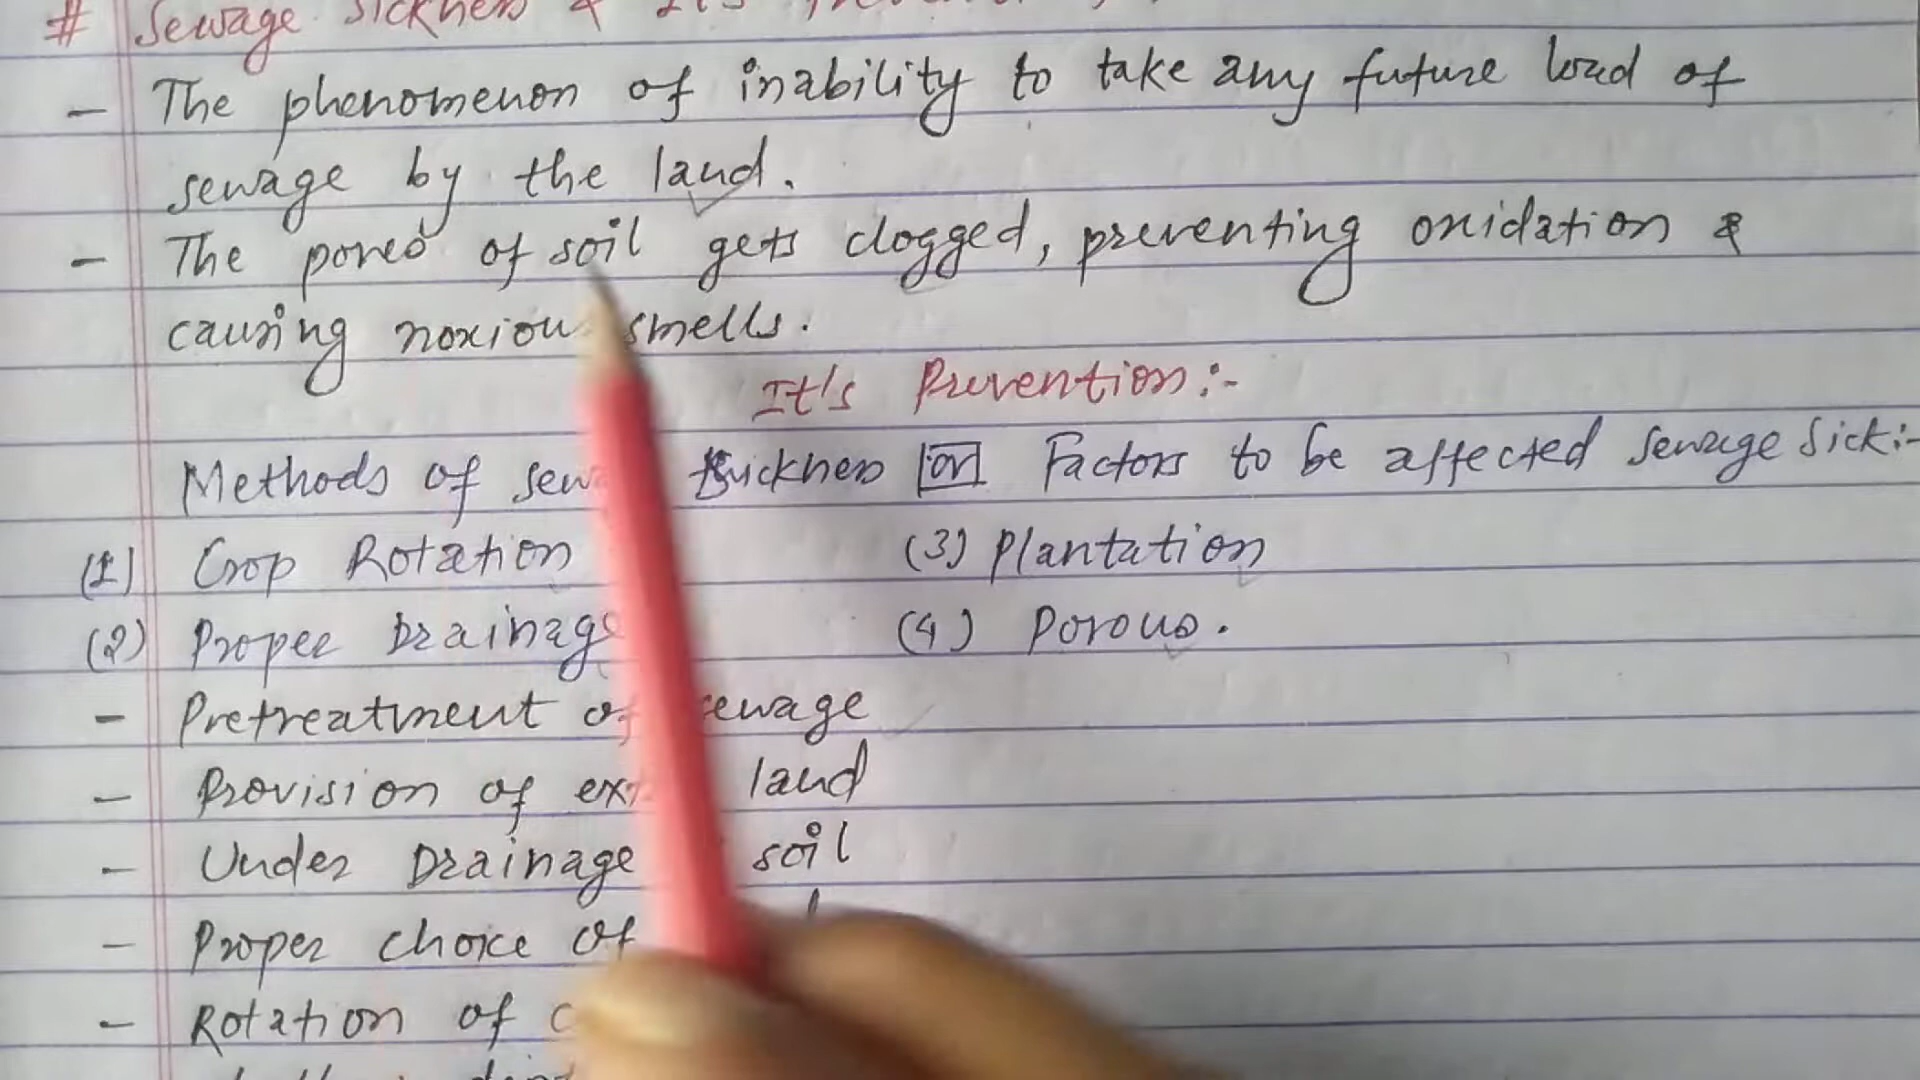 # Sewage Sickness & It's
- The phenomenon of inability to take any future load of
sewage by the land.
- The pores of soil gets clogged, preventing oxidation &
causing noxious smells.
It's Prevention:-
Methods of sickness or Factors to be affected sewage Sick:-
(1) Crop Rotation (3) Plantation
(2) Proper Drainage (4) Porous.
- Pretreatment of sewage
- Provision of land
- Under Drainage soil
- Proper choice of
- Rotation of